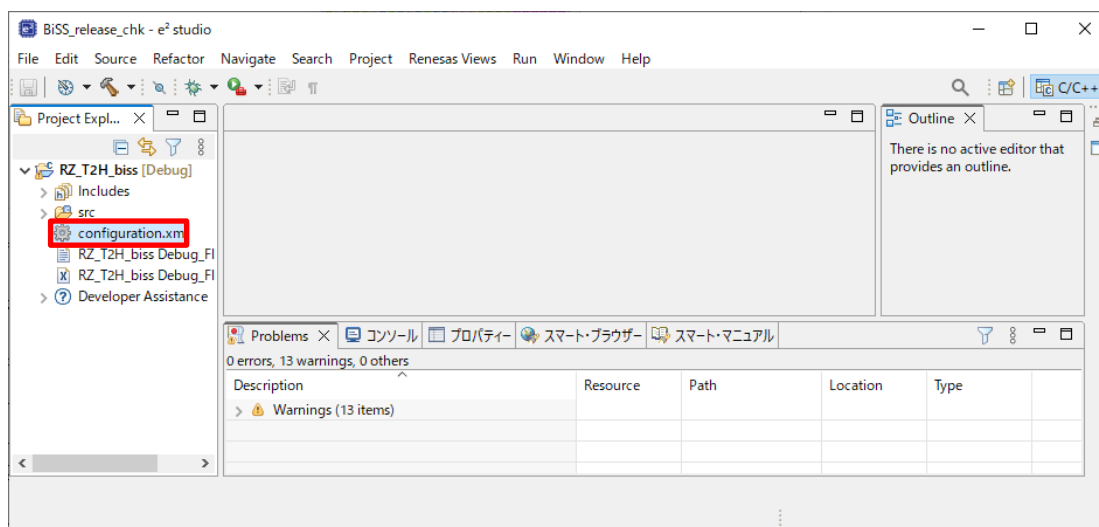 BiSS_release_chk - e² studio
File Edit Source Refactor Navigate Search Project Renesas Views Run Window Help
C/C++
Project Expl...
RZ_T2H_biss [Debug]
Includes
src
configuration.xm
RZ_T2H_biss Debug_Fl
RZ_T2H_biss Debug_Fl
Developer Assistance
Outline
There is no active editor that
provides an outline.
Problems コンソール プロパティー スマート・ブラウザー スマート・マニュアル
0 errors, 13 warnings, 0 others
Description Resource Path Location Type
Warnings (13 items)